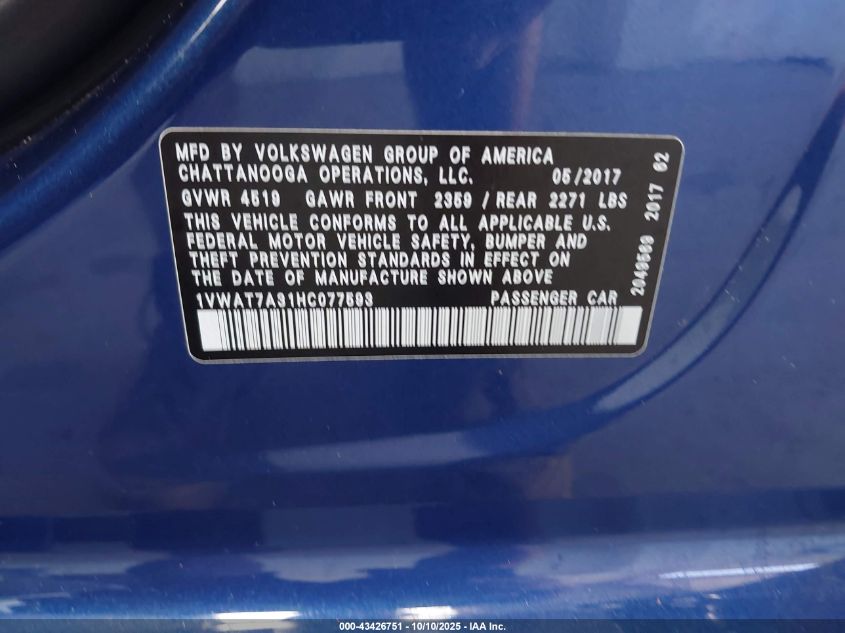 MFD BY VOLKSWAGEN GROUP OF AMERICA
CHATTANOOGA OPERATIONS, LLC. 05/2017
GVWR 4519 GAWR FRONT 2359 / REAR 2271 LBS
THIS VEHICLE CONFORMS TO ALL APPLICABLE U.S.
FEDERAL MOTOR VEHICLE SAFETY, BUMPER AND
THEFT PREVENTION STANDARDS IN EFFECT ON
THE DATE OF MANUFACTURE SHOWN ABOVE
1VWAT7A31HC077593 PASSENGER CAR
2049569 2017 62
000-43426751 - 10/10/2025 - IAA Inc.